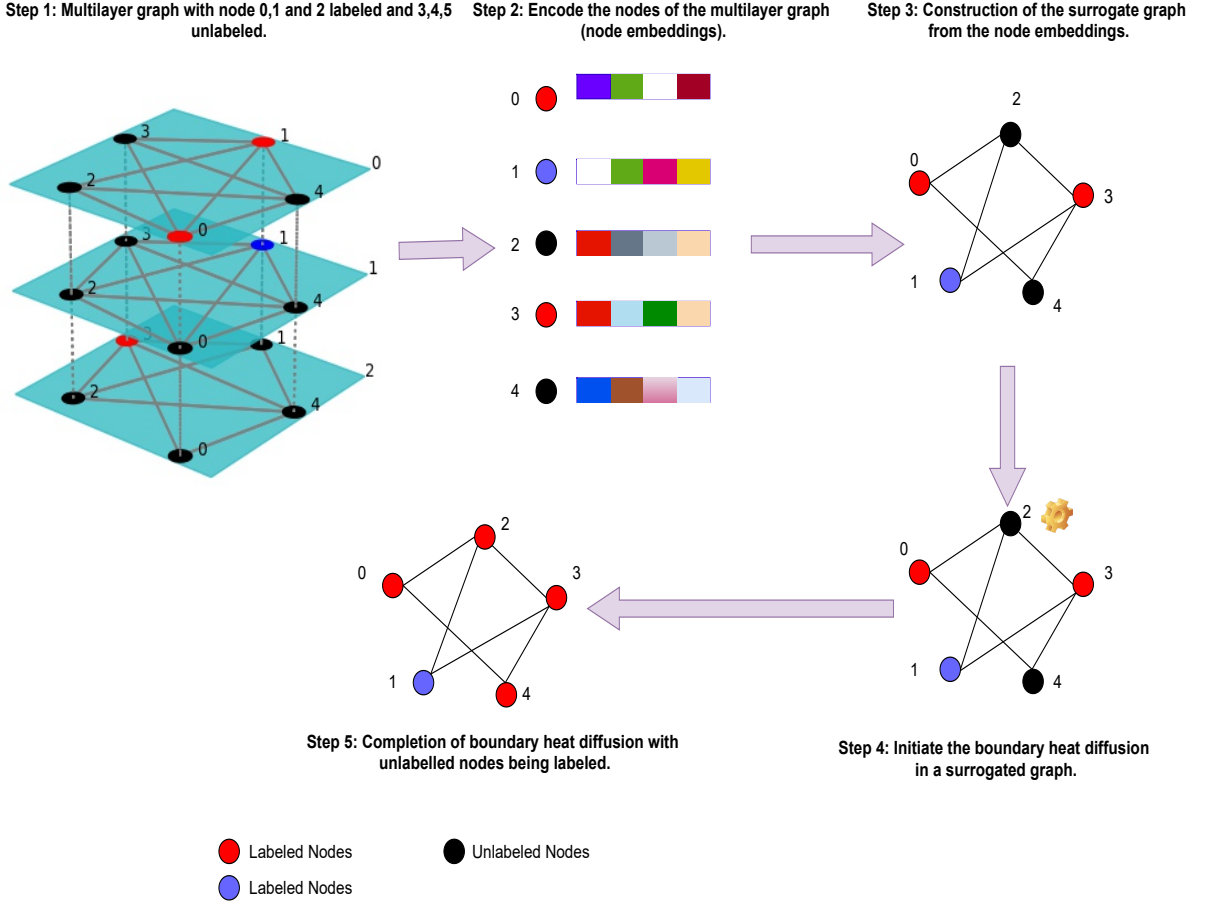 Step 1: Multilayer graph with node 0,1 and 2 labeled and 3,4,5
unlabeled.
Step 2: Encode the nodes of the multilayer graph
(node embeddings).
Step 3: Construction of the surrogate graph
from the node embeddings.
3
1
0
2
4
0
3
1
1
2
4
0
3
1
2
2
4
0
0
1
2
3
4
2
0
3
1
4
2
0
3
1
4
2
0
3
1
4
Step 5: Completion of boundary heat diffusion with
unlabelled nodes being labeled.
Step 4: Initiate the boundary heat diffusion
in a surrogated graph.
Labeled Nodes
Unlabeled Nodes
Labeled Nodes